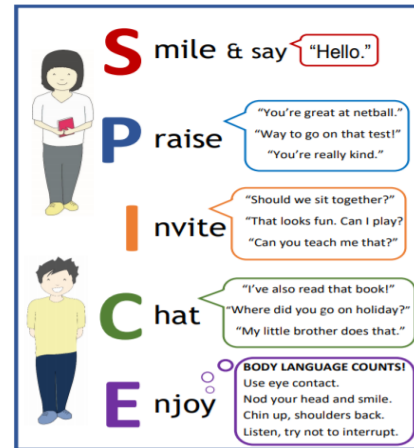 Smile & say
“Hello.”
Praise
“You’re great at netball.”
“Way to go on that test!”
“You’re really kind.”
Invite
“Should we sit together?”
“That looks fun. Can I play?
“Can you teach me that?”
Chat
“I’ve also read that book!”
“Where did you go on holiday?”
“My little brother does that.”
Enjoy
BODY LANGUAGE COUNTS!
Use eye contact.
Nod your head and smile.
Chin up, shoulders back.
Listen, try not to interrupt.